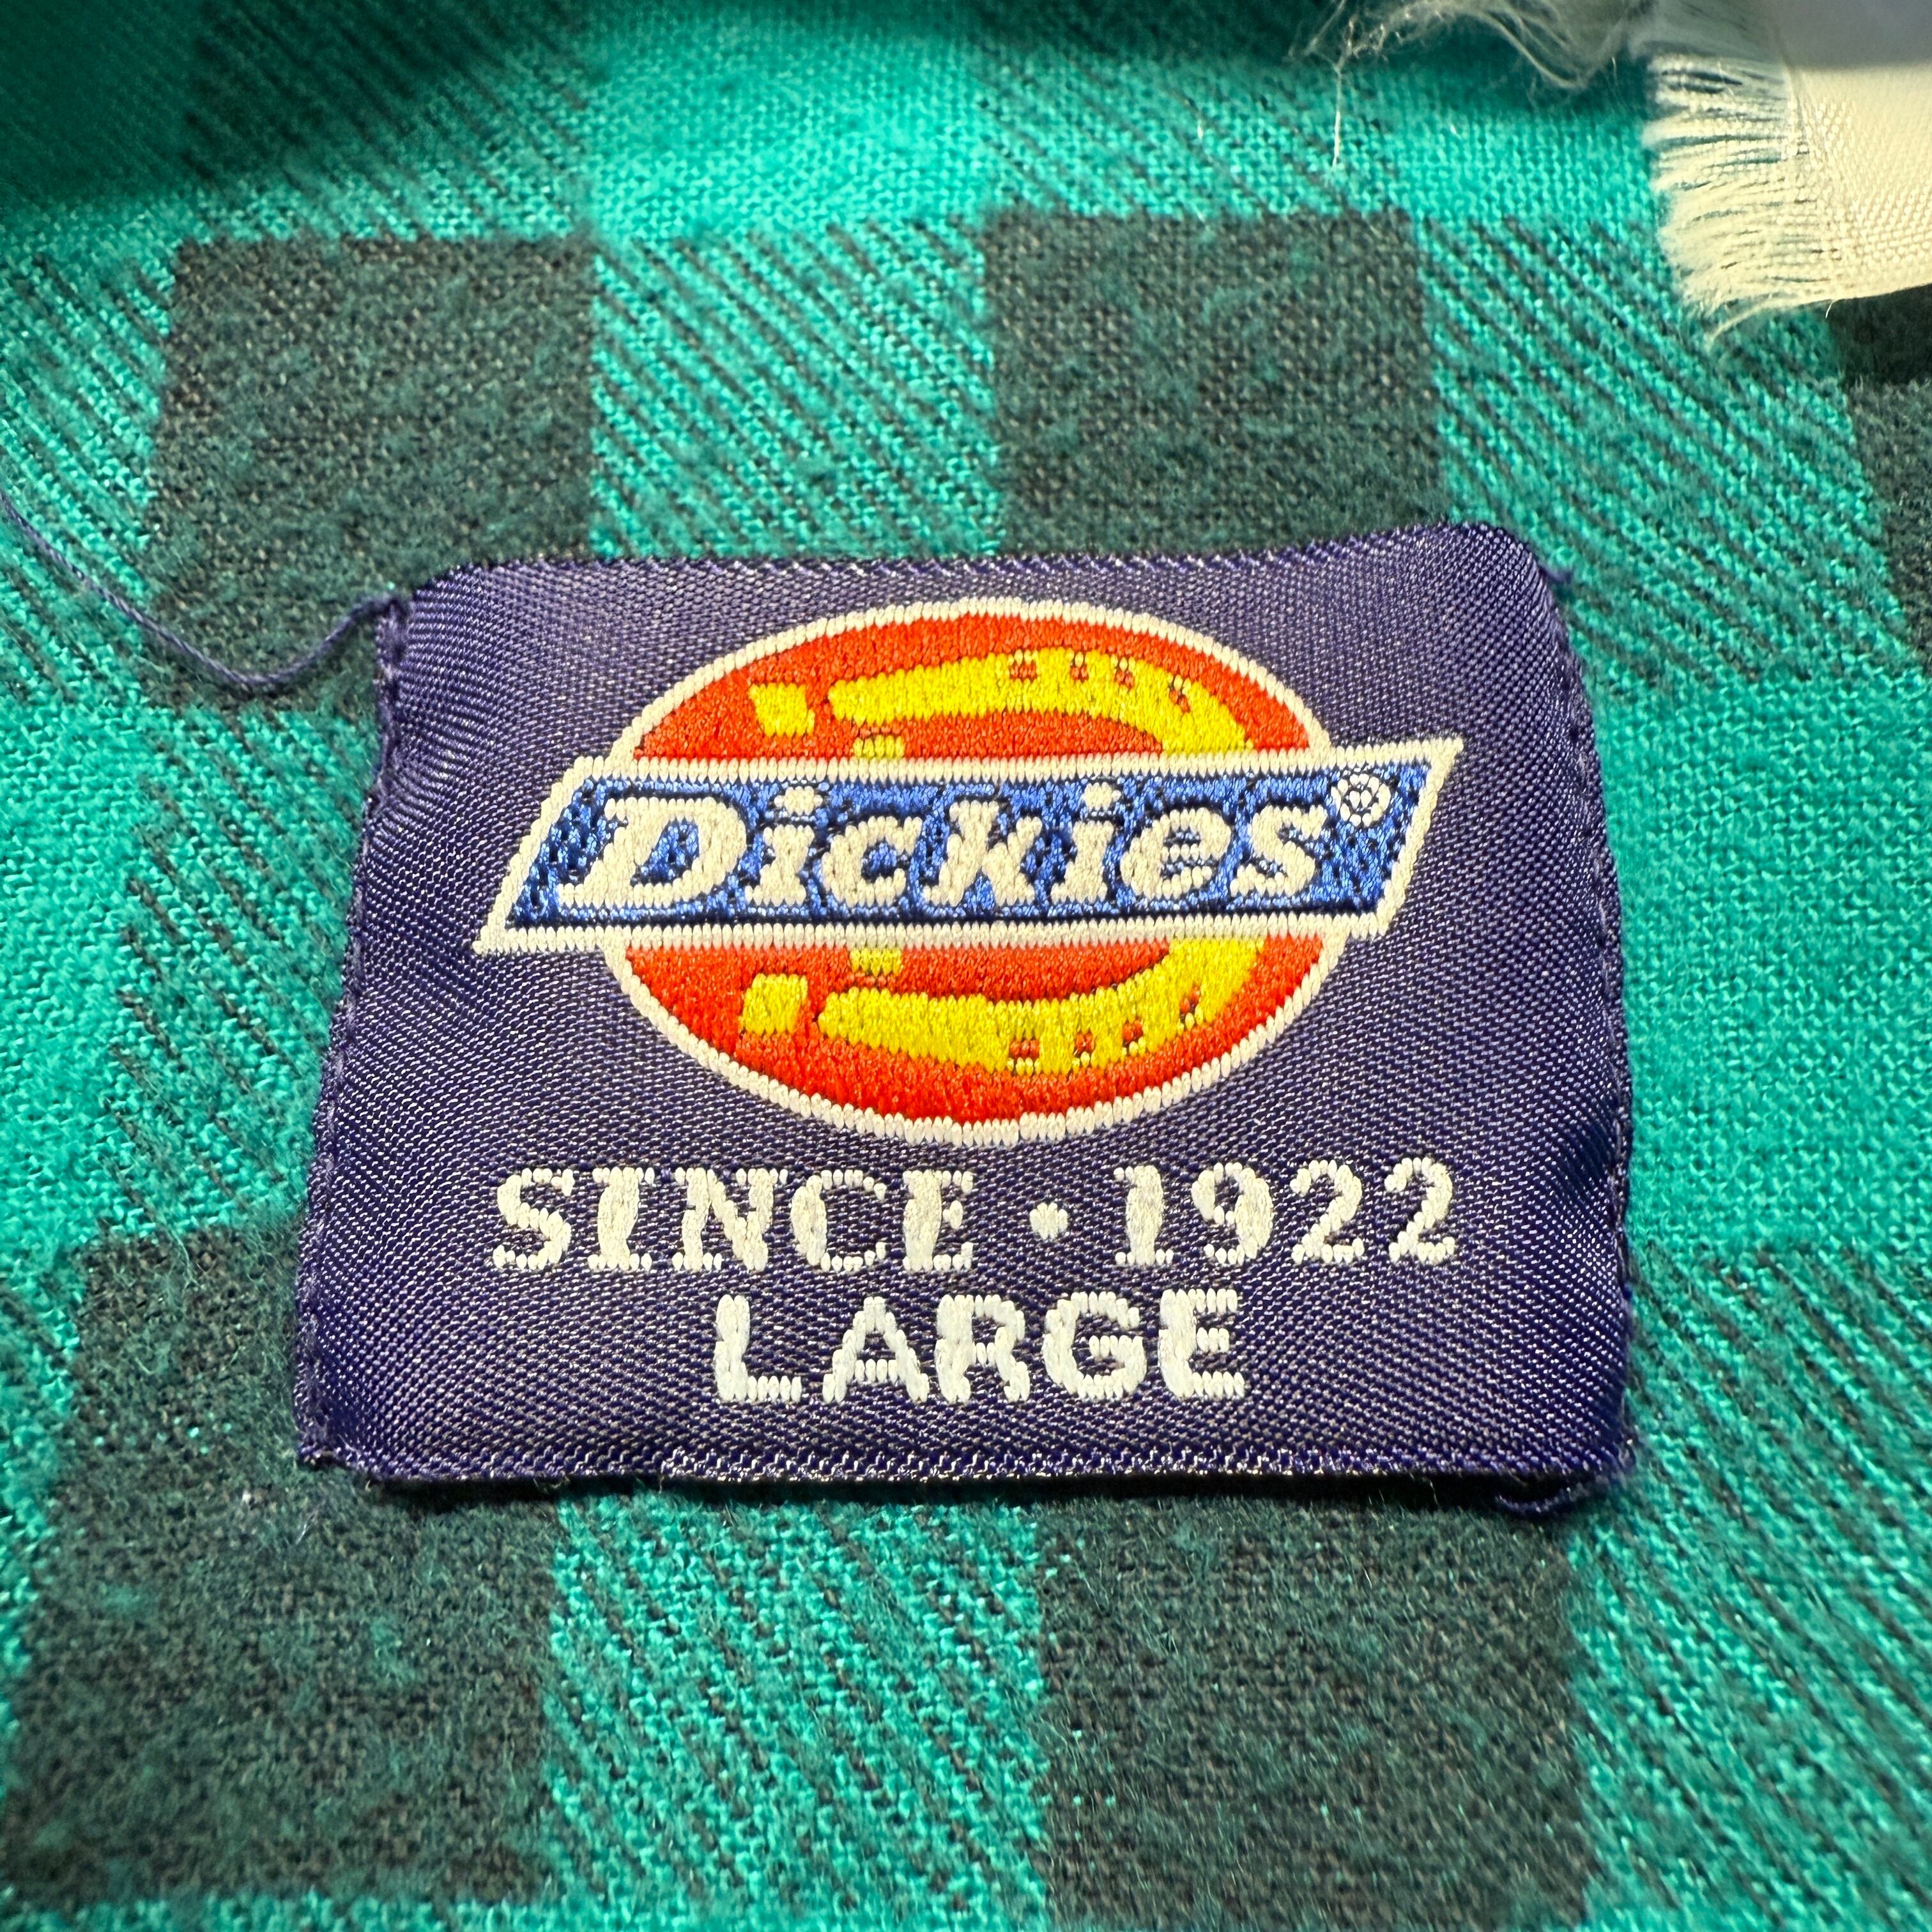 Dickies®
SINCE • 1922
LARGE